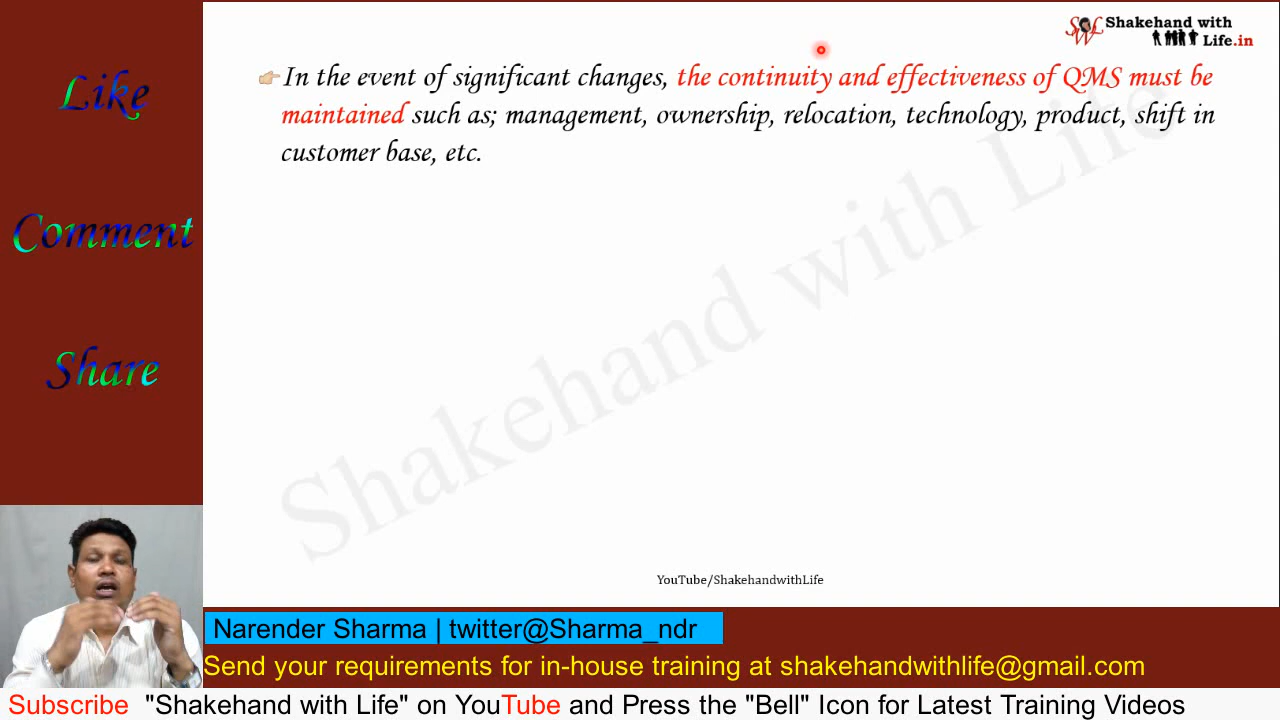 Shakehand with
Life.in
In the event of significant changes, the continuity and effectiveness of QMS must be
maintained such as; management, ownership, relocation, technology, product, shift in
customer base, etc.
Like
Comment
Share
Shakehand with Life
YouTube/ShakehandwithLife
Narender Sharma | twitter@Sharma_ndr
Send your requirements for in-house training at shakehandwithlife@gmail.com
Subscribe "Shakehand with Life" on YouTube and Press the "Bell" Icon for Latest Training Videos